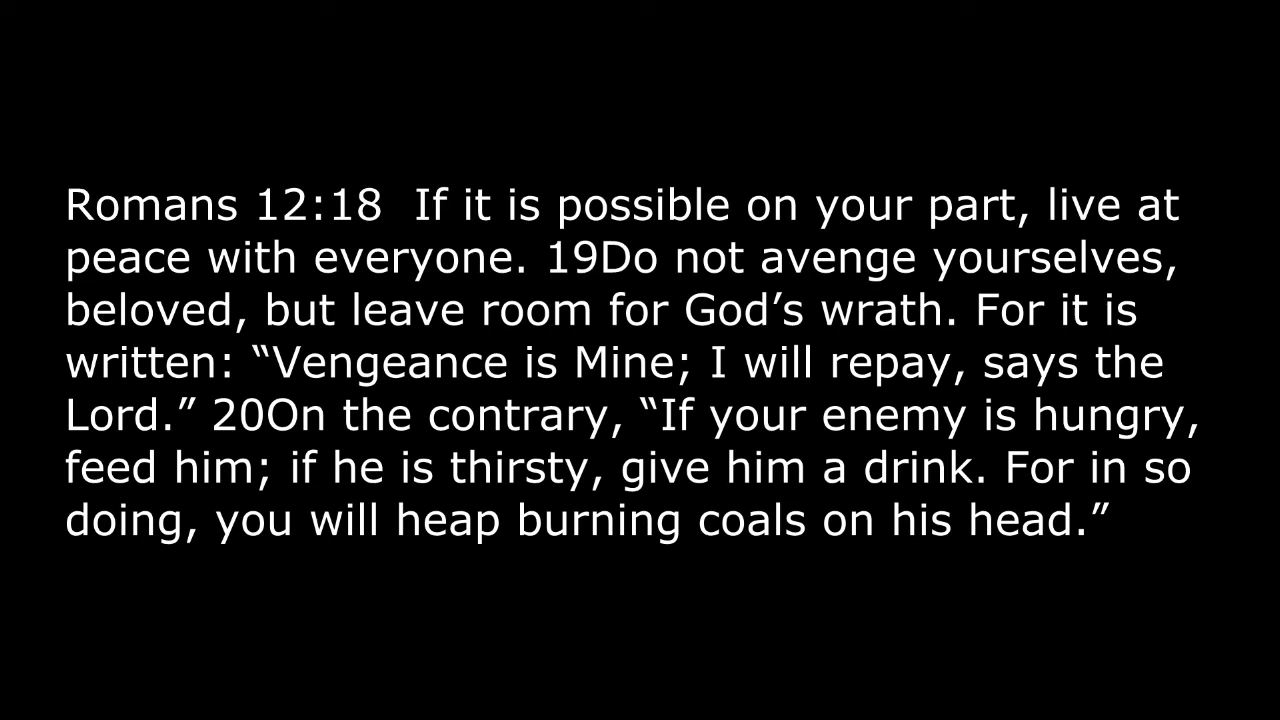 Romans 12:18  If it is possible on your part, live at
peace with everyone. 19Do not avenge yourselves,
beloved, but leave room for God’s wrath. For it is
written: “Vengeance is Mine; I will repay, says the
Lord.” 20On the contrary, “If your enemy is hungry,
feed him; if he is thirsty, give him a drink. For in so
doing, you will heap burning coals on his head.”